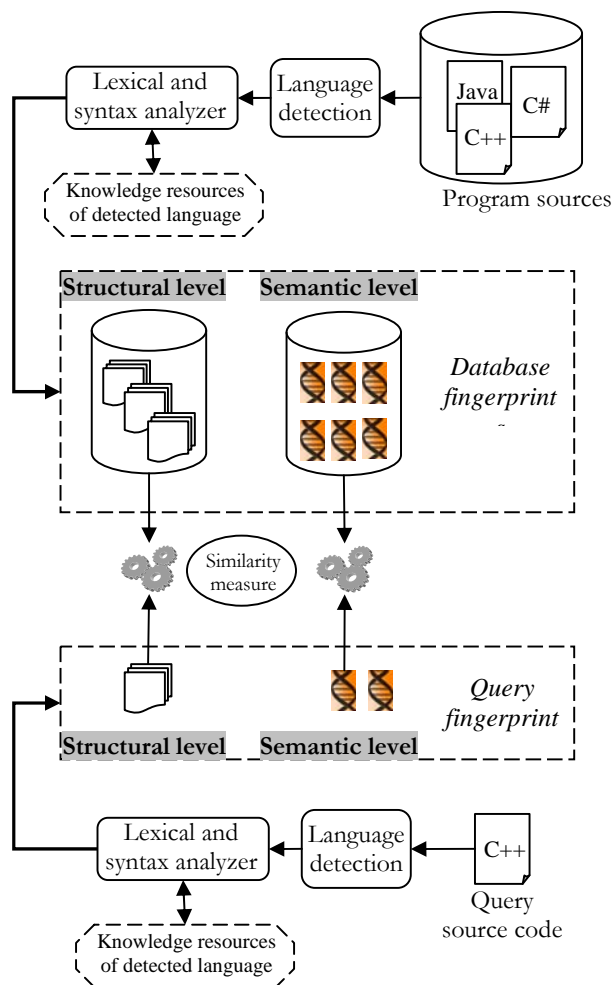 Lexical and
syntax analyzer
Language
detection
Java
C#
C++
Knowledge resources
of detected language
Program sources
Structural level
Semantic level
Database
fingerprint
Similarity
measure
Query
fingerprint
Structural level
Semantic level
Lexical and
syntax analyzer
Language
detection
C++
Query
source code
Knowledge resources
of detected language